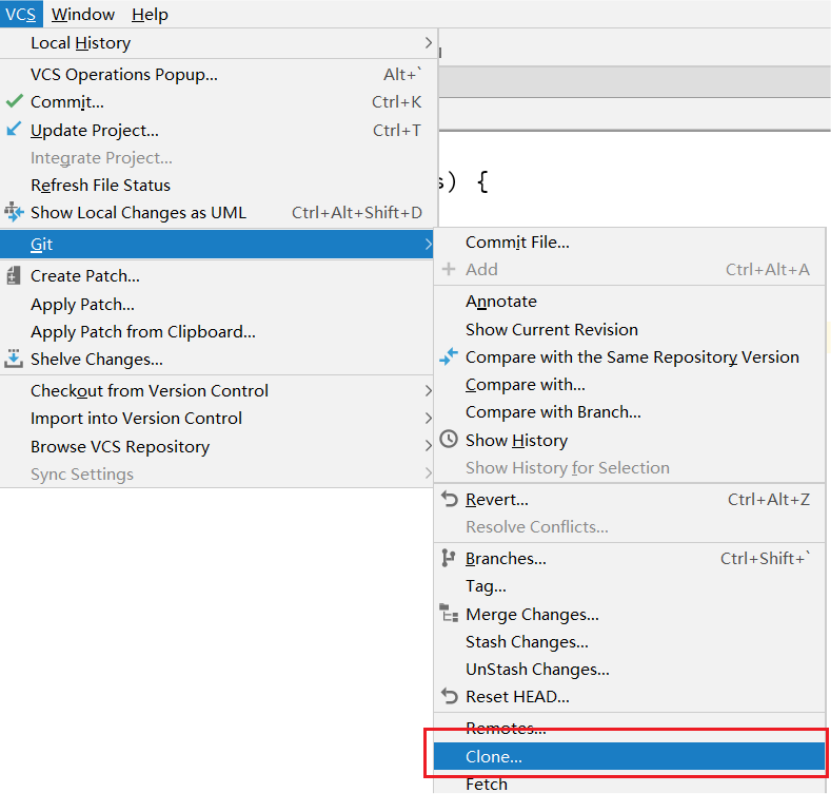 VCS Window Help
Local History
VCS Operations Popup... Alt+`
Commit... Ctrl+K
Update Project... Ctrl+T
Integrate Project...
Refresh File Status
Show Local Changes as UML Ctrl+Alt+Shift+D
Git
Create Patch...
Apply Patch...
Apply Patch from Clipboard...
Shelve Changes...
Checkout from Version Control
Import into Version Control
Browse VCS Repository
Sync Settings
s) {
Commit File...
Add Ctrl+Alt+A
Annotate
Show Current Revision
Compare with the Same Repository Version
Compare with...
Compare with Branch...
Show History
Show History for Selection
Revert... Ctrl+Alt+Z
Resolve Conflicts...
Branches... Ctrl+Shift+`
Tag...
Merge Changes...
Stash Changes...
UnStash Changes...
Reset HEAD...
Remotes...
Clone...
Fetch